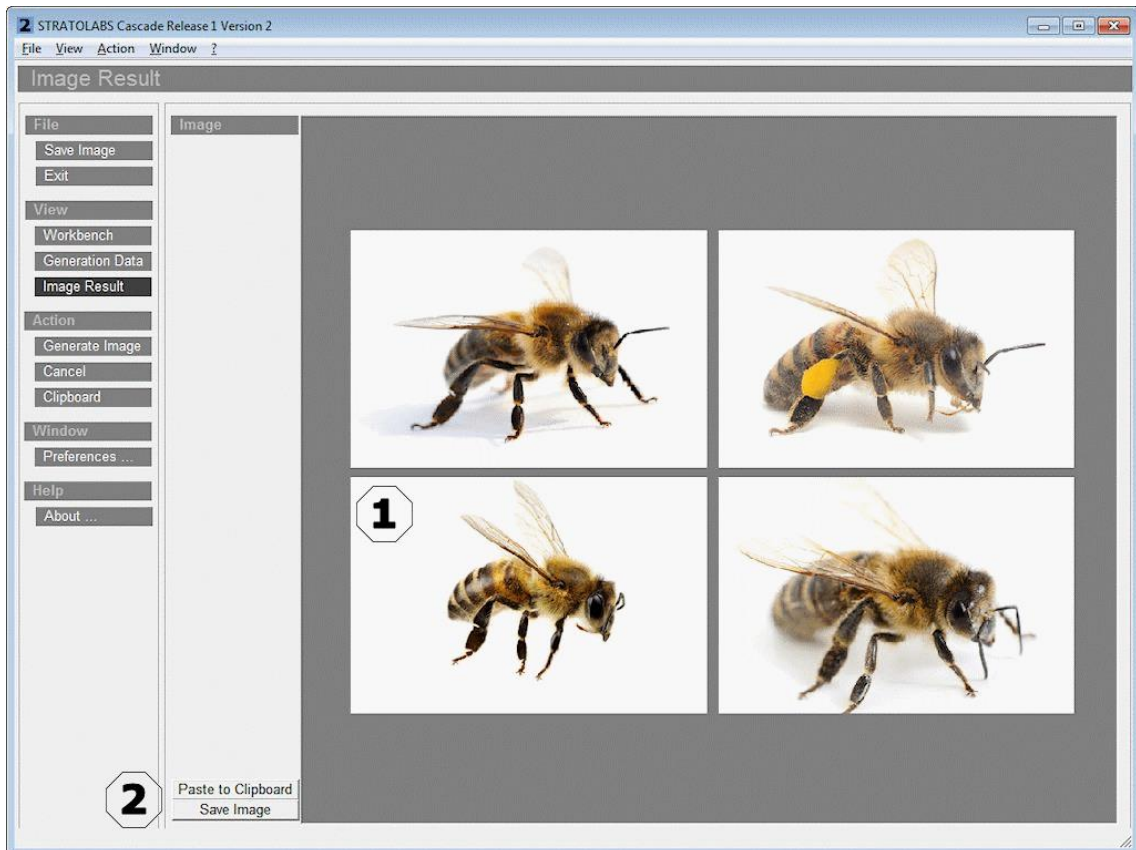 2 STRATOLABS Cascade Release 1 Version 2
File View Action Window ?
Image Result
File
Save Image
Exit
View
Workbench
Generation Data
Image Result
Action
Generate Image
Cancel
Clipboard
Window
Preferences ...
Help
About ...
Image
1
2
Paste to Clipboard
Save Image